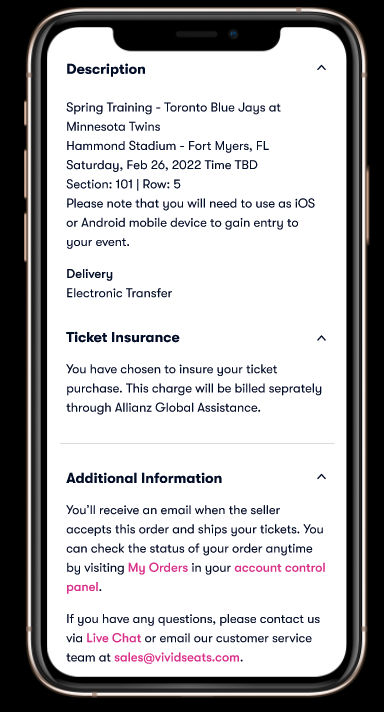 Description
Spring Training - Toronto Blue Jays at
Minnesota Twins
Hammond Stadium - Fort Myers, FL
Saturday, Feb 26, 2022 Time TBD
Section: 101 | Row: 5
Please note that you will need to use as iOS
or Android mobile device to gain entry to
your event.
Delivery
Electronic Transfer
Ticket Insurance
You have chosen to insure your ticket
purchase. This charge will be billed seprately
through Allianz Global Assistance.
Additional Information
You'll receive an email when the seller
accepts this order and ships your tickets. You
can check the status of your order anytime
by visiting My Orders in your account control
panel.
If you have any questions, please contact us
via Live Chat or email our customer service
team at sales@vividseats.com.